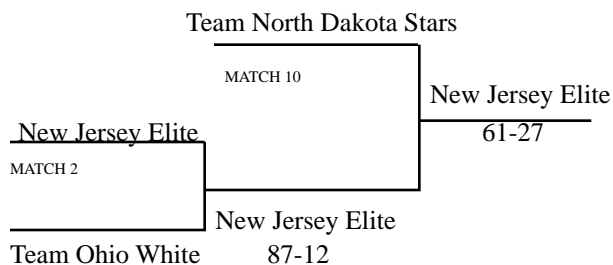 Team North Dakota Stars
MATCH 10
New Jersey Elite
61-27
New Jersey Elite
MATCH 2
New Jersey Elite
Team Ohio White
87-12